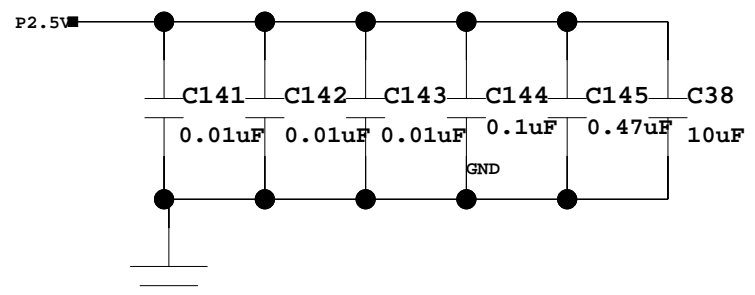 P2.5V
C141 C142 C143 C144 C145 C38
0.01uF 0.01uF 0.01uF 0.1uF 0.47uF 10uF
GND